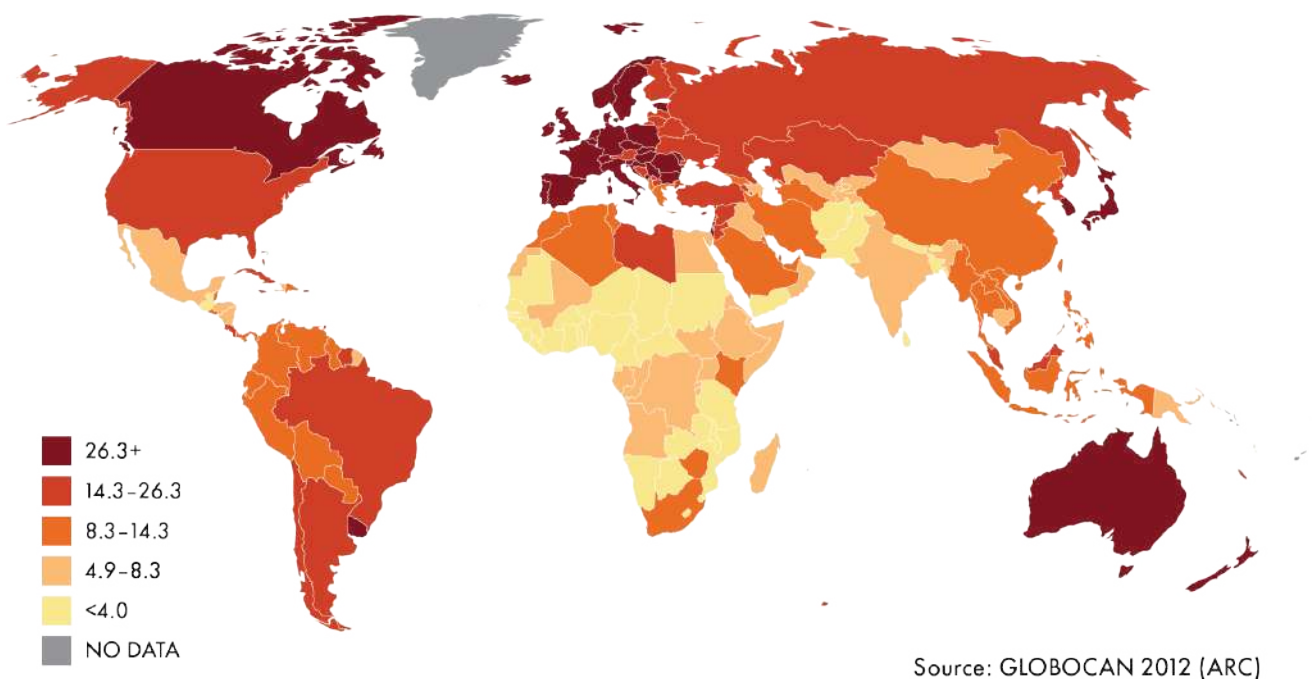 26.3+
14.3–26.3
8.3–14.3
4.9–8.3
<4.0
NO DATA
Source: GLOBOCAN 2012 (ARC)